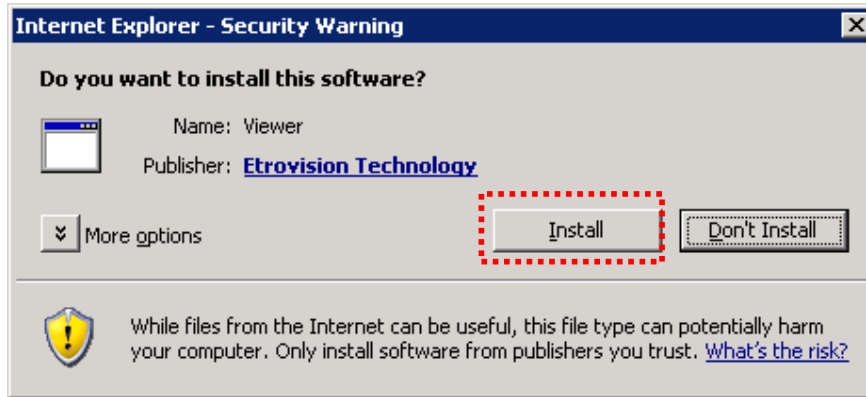 Internet Explorer - Security Warning
Do you want to install this software?
Name: Viewer
Publisher: Etrovision Technology
More options
Install
Don't Install
While files from the Internet can be useful, this file type can potentially harm
your computer. Only install software from publishers you trust. What's the risk?